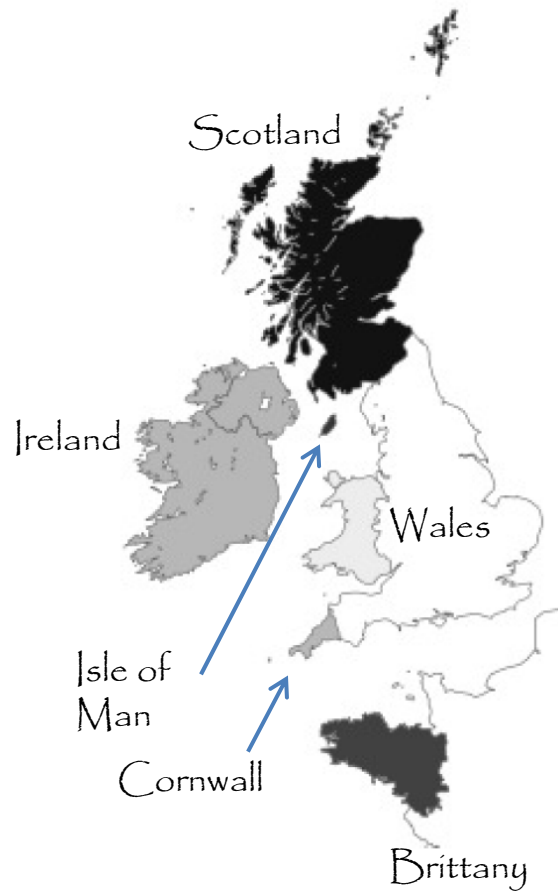 Scotland
Ireland
Wales
Isle of
Man
Cornwall
Brittany